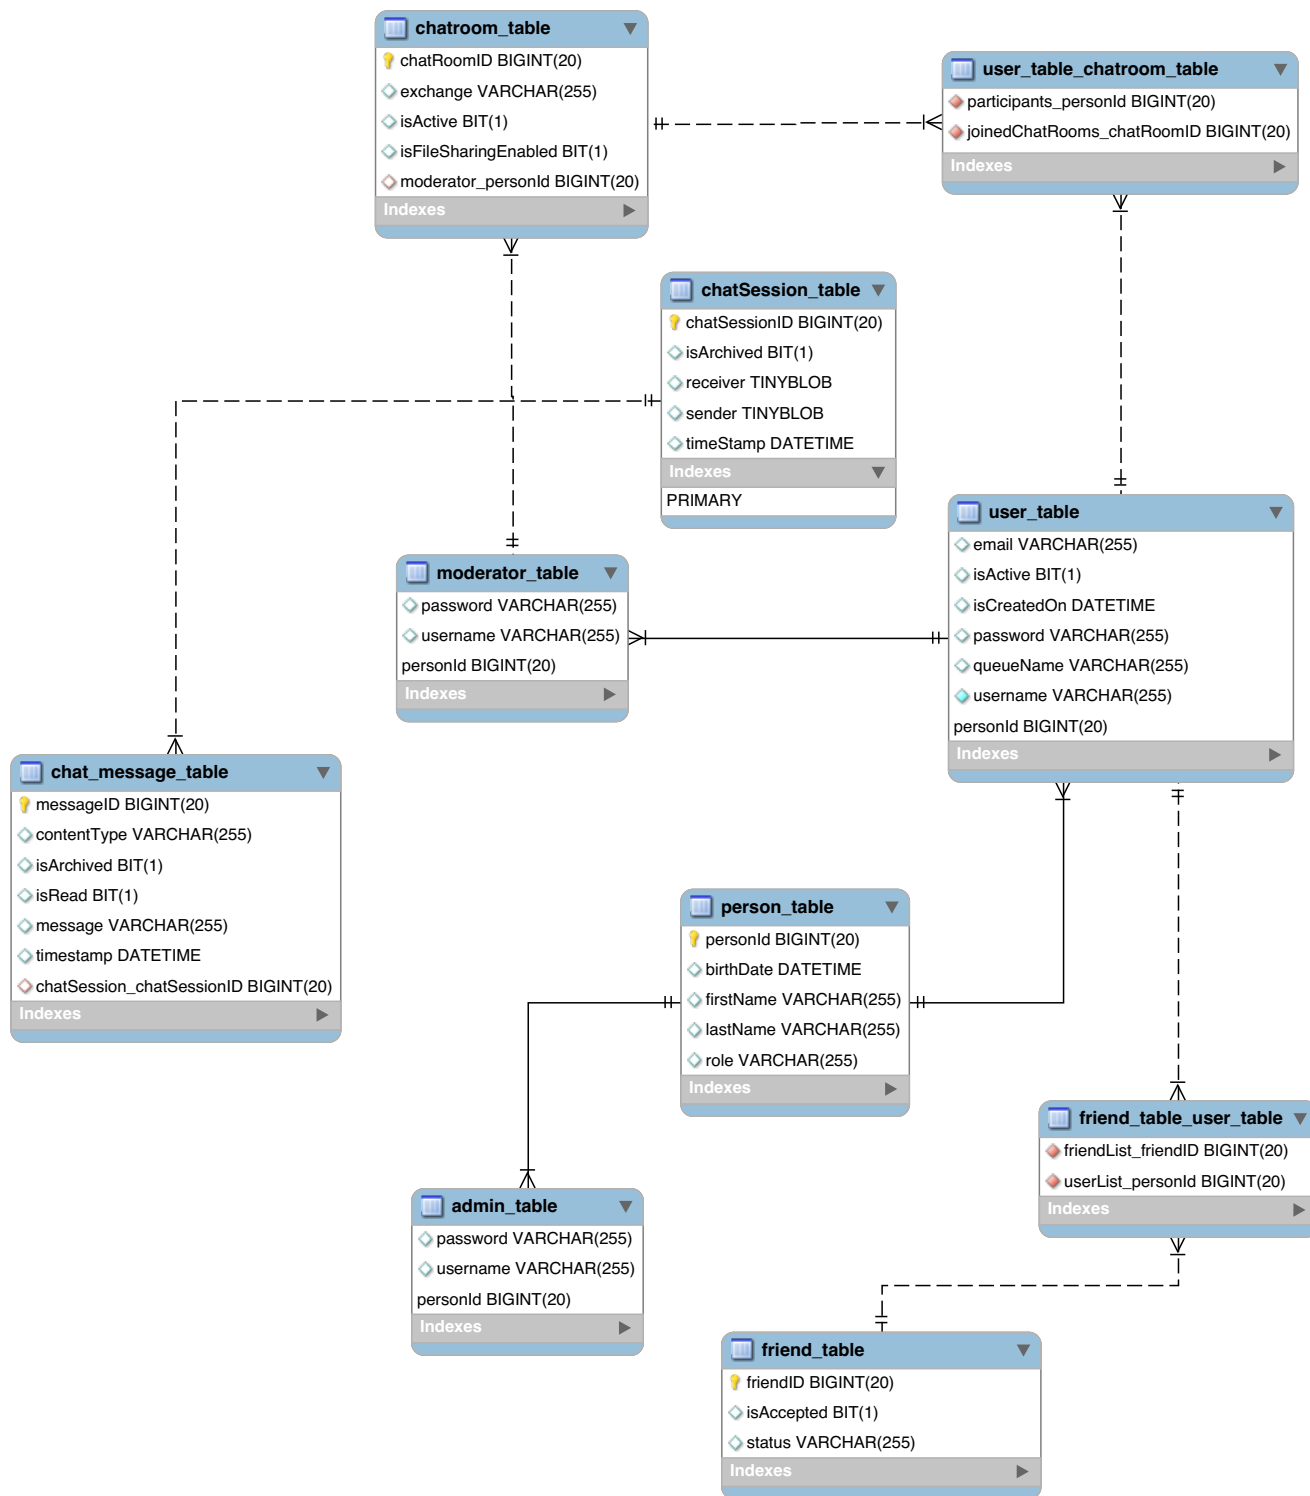 chatroom_table
chatRoomID BIGINT(20)
exchange VARCHAR(255)
isActive BIT(1)
isFileSharingEnabled BIT(1)
moderator_personId BIGINT(20)
Indexes
user_table_chatroom_table
participants_personId BIGINT(20)
joinedChatRooms_chatRoomID BIGINT(20)
Indexes
chatSession_table
chatSessionID BIGINT(20)
isArchived BIT(1)
receiver TINYBLOB
sender TINYBLOB
timeStamp DATETIME
Indexes
PRIMARY
user_table
email VARCHAR(255)
isActive BIT(1)
isCreatedOn DATETIME
password VARCHAR(255)
queueName VARCHAR(255)
username VARCHAR(255)
personId BIGINT(20)
Indexes
moderator_table
password VARCHAR(255)
username VARCHAR(255)
personId BIGINT(20)
Indexes
chat_message_table
messageID BIGINT(20)
contentType VARCHAR(255)
isArchived BIT(1)
isRead BIT(1)
message VARCHAR(255)
timestamp DATETIME
chatSession_chatSessionID BIGINT(20)
Indexes
person_table
personId BIGINT(20)
birthDate DATETIME
firstName VARCHAR(255)
lastName VARCHAR(255)
role VARCHAR(255)
Indexes
friend_table_user_table
friendList_friendID BIGINT(20)
userList_personId BIGINT(20)
Indexes
admin_table
password VARCHAR(255)
username VARCHAR(255)
personId BIGINT(20)
Indexes
friend_table
friendID BIGINT(20)
isAccepted BIT(1)
status VARCHAR(255)
Indexes